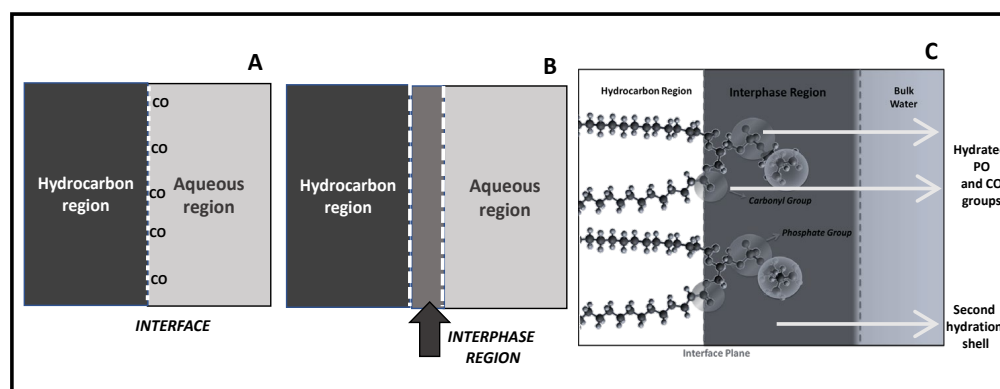 A
CO
CO
CO
CO
CO
Hydrocarbon
region
Aqueous
region
INTERFACE
B
Hydrocarbon
region
Aqueous
region
INTERPHASE
REGION
C
Hydrocarbon Region
Interphase Region
Bulk
Water
Carbonyl Group
Phosphate Group
Interface Plane
Hydrated
PO
and CO
groups
Second
hydration
shell